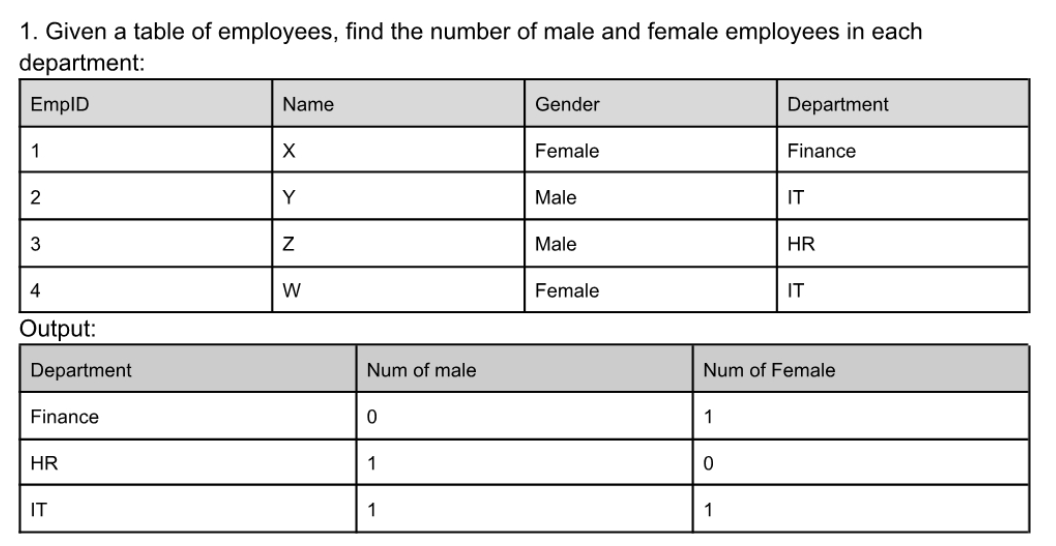 1. Given a table of employees, find the number of male and female employees in each
department:
EmpID Name Gender Department
1 X Female Finance
2 Y Male IT
3 Z Male HR
4 W Female IT
Output:
Department Num of male Num of Female
Finance 0 1
HR 1 0
IT 1 1